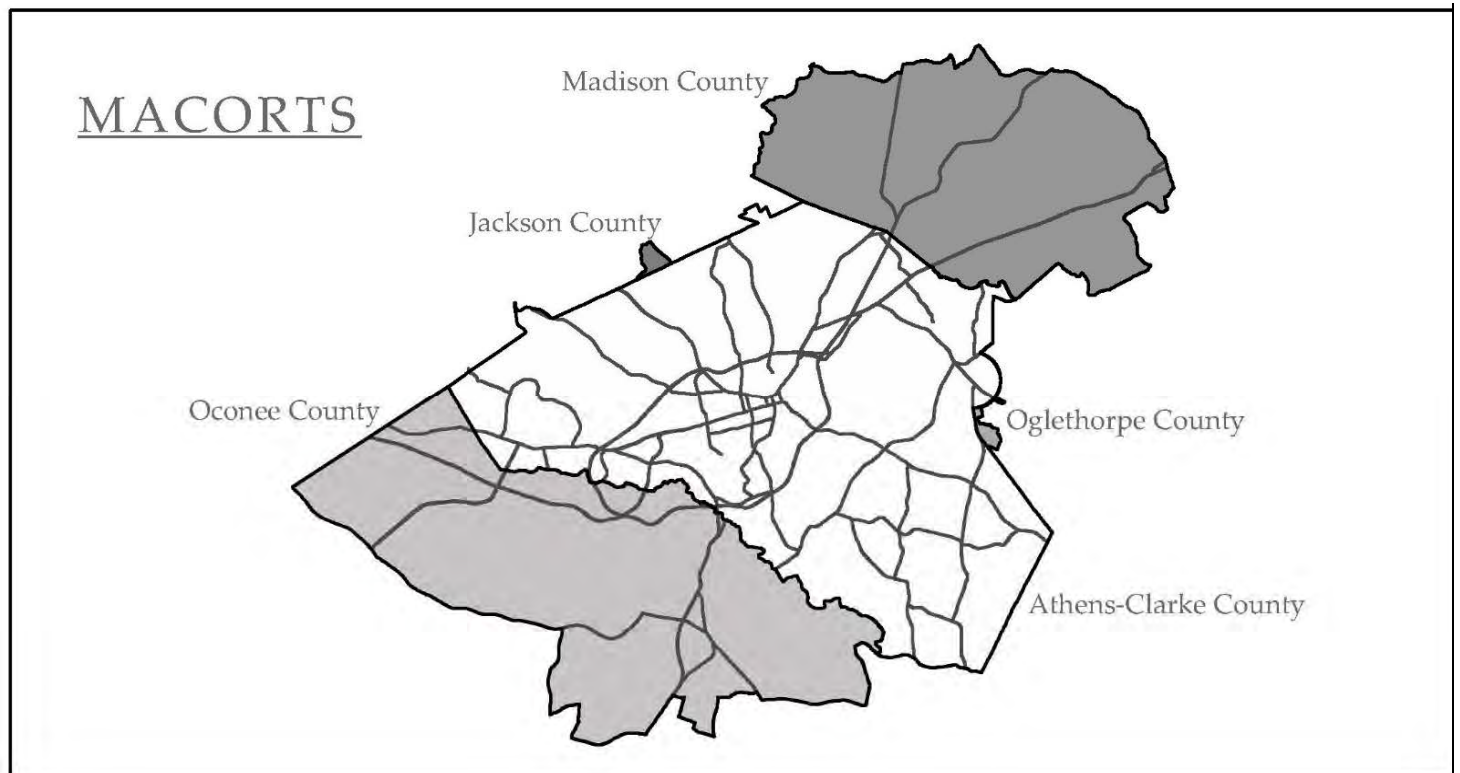 MACORTS
Madison County
Jackson County
Oconee County
Oglethorpe County
Athens-Clarke County